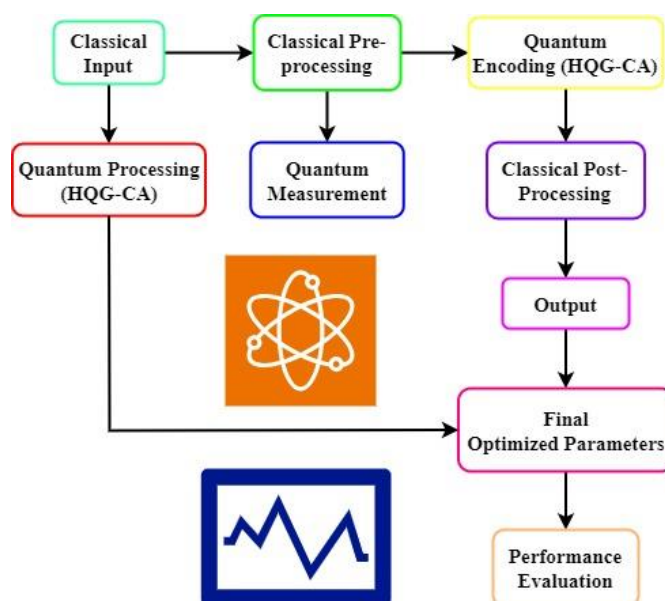 Classical
Input
Classical Pre-
processing
Quantum
Encoding (HQG-CA)
Quantum Processing
(HQG-CA)
Quantum
Measurement
Classical Post-
Processing
Output
Final
Optimized Parameters
Performance
Evaluation